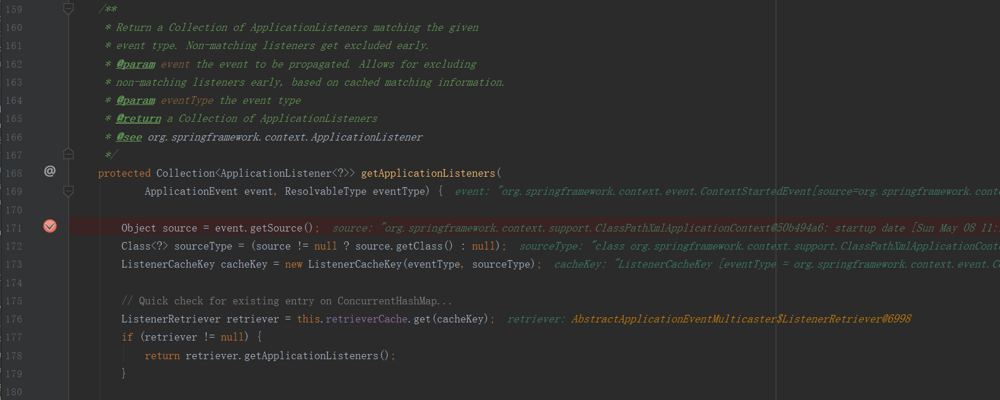 159 /**
160 * Return a Collection of ApplicationListeners matching the given
161 * event type. Non-matching listeners get excluded early.
162 * @param event the event to be propagated. Allows for excluding
163 * non-matching listeners early, based on cached matching information.
164 * @param eventType the event type
165 * @return a Collection of ApplicationListeners
166 * @see org.springframework.context.ApplicationListener
167 */
168 @ protected Collection<ApplicationListener<?>> getApplicationListeners(
169 ApplicationEvent event, ResolvableType eventType) { event: "org.springframework.context.event.ContextStartedEvent[source=org.springframework.conte
170
171 Object source = event.getSource(); source: "org.springframework.context.support.ClassPathXmlApplicationContext@50b494a6: startup date [Sun May 08 11:
172 Class<?> sourceType = (source != null ? source.getClass() : null); sourceType: "class org.springframework.context.support.ClassPathXmlApplicationConte
173 ListenerCacheKey cacheKey = new ListenerCacheKey(eventType, sourceType); cacheKey: "ListenerCacheKey [eventType = org.springframework.context.event.Co
174
175 // Quick check for existing entry on ConcurrentHashMap...
176 ListenerRetriever retriever = this.retrieverCache.get(cacheKey); retriever: AbstractApplicationEventMulticaster$ListenerRetriever@6998
177 if (retriever != null) {
178 return retriever.getApplicationListeners();
179 }
180